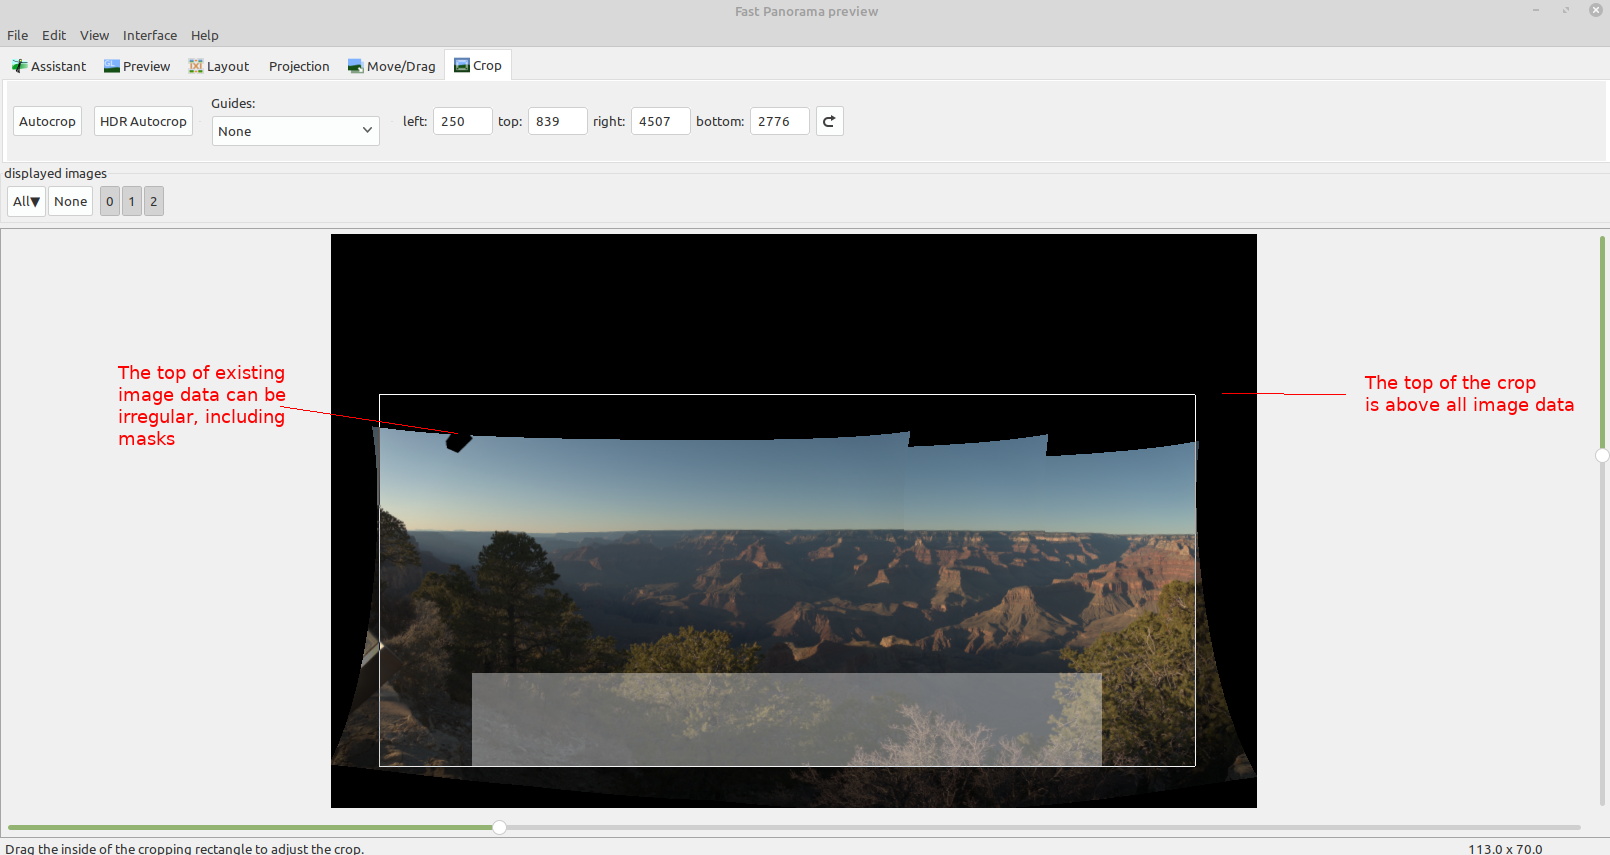 Fast Panorama preview
File Edit View Interface Help
Assistant Preview Layout Projection Move/Drag Crop
Guides:
Autocrop HDR Autocrop None left: 250 top: 839 right: 4507 bottom: 2776
displayed images
All▼ None 0 1 2
The top of existing
image data can be
irregular, including
masks
The top of the crop
is above all image data
Drag the inside of the cropping rectangle to adjust the crop. 113.0 x 70.0